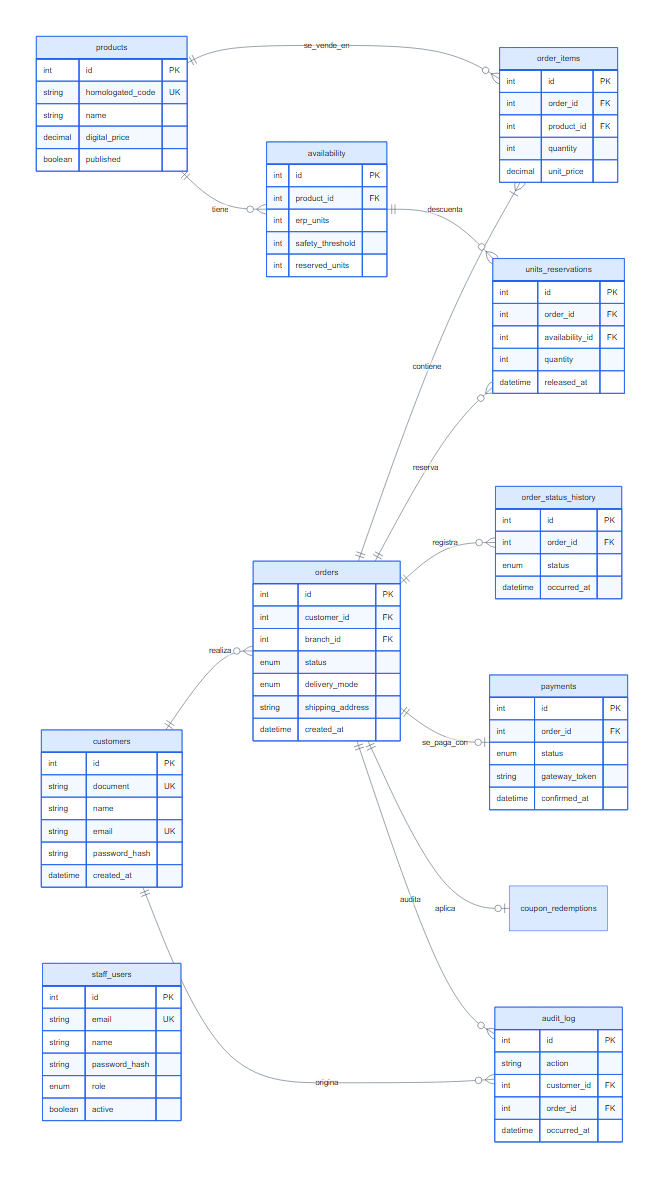 products
int id PK
string homologated_code UK
string name
decimal digital_price
boolean published
se_vende_en
order_items
int id PK
int order_id FK
int product_id FK
int quantity
decimal unit_price
tiene
availability
int id PK
int product_id FK
int erp_units
int safety_threshold
int reserved_units
descuenta
units_reservations
int id PK
int order_id FK
int availability_id FK
int quantity
datetime released_at
contiene
reserva
order_status_history
int id PK
int order_id FK
enum status
datetime occurred_at
registra
orders
int id PK
int customer_id FK
int branch_id FK
enum status
enum delivery_mode
string shipping_address
datetime created_at
realiza
payments
int id PK
int order_id FK
enum status
string gateway_token
datetime confirmed_at
se_paga_con
customers
int id PK
string document UK
string name
string email UK
string password_hash
datetime created_at
audita
aplica
coupon_redemptions
staff_users
int id PK
string email UK
string name
string password_hash
enum role
boolean active
origina
audit_log
int id PK
string action
int customer_id FK
int order_id FK
datetime occurred_at